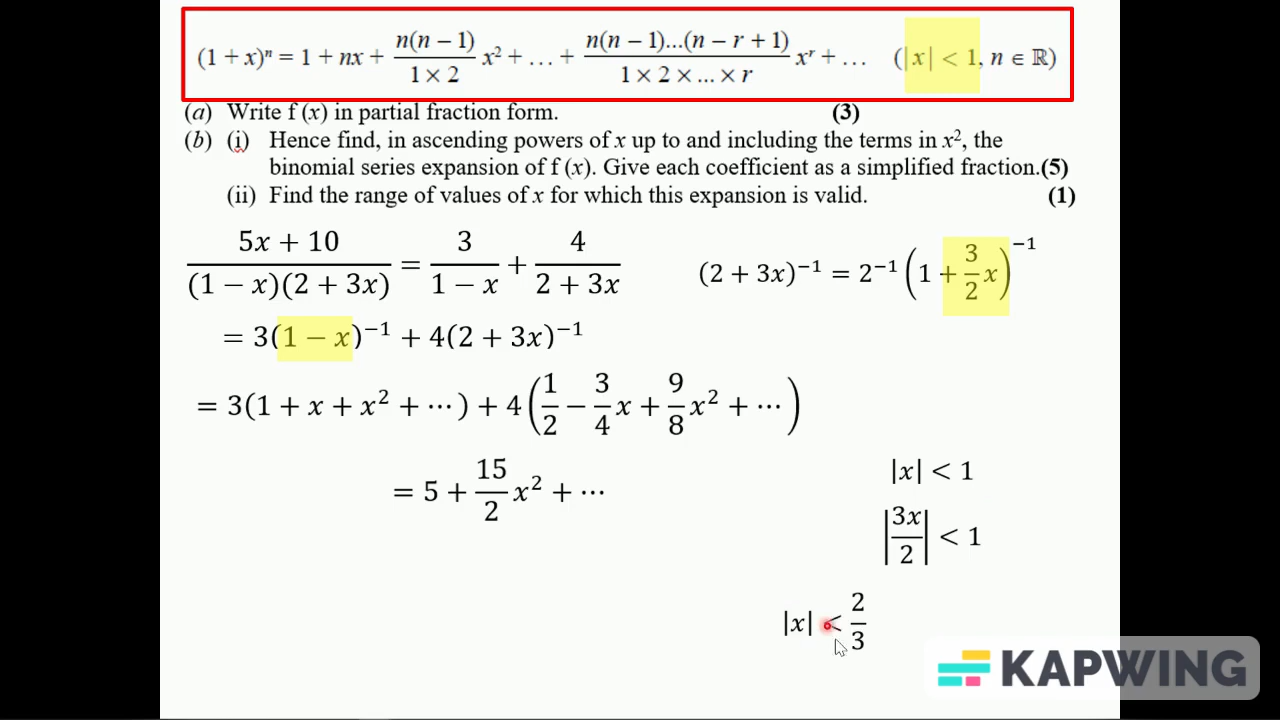 (1 + x)ⁿ = 1 + nx + n(n − 1)/(1 × 2) x² + … + n(n − 1)…(n − r + 1)/(1 × 2 × … × r) xʳ + … (|x| < 1, n ∈ ℝ)
(a) Write f (x) in partial fraction form. (3)
(b) (i) Hence find, in ascending powers of x up to and including the terms in x², the
binomial series expansion of f (x). Give each coefficient as a simplified fraction.(5)
(ii) Find the range of values of x for which this expansion is valid. (1)
(5x + 10)/((1 − x)(2 + 3x)) = 3/(1 − x) + 4/(2 + 3x)
(2 + 3x)⁻¹ = 2⁻¹(1 + 3/2 x)⁻¹
= 3(1 − x)⁻¹ + 4(2 + 3x)⁻¹
= 3(1 + x + x² + ⋯) + 4(1/2 − 3/4 x + 9/8 x² + ⋯)
= 5 + 15/2 x² + ⋯
|x| < 1
|3x/2| < 1
|x| < 2/3
KAPWING